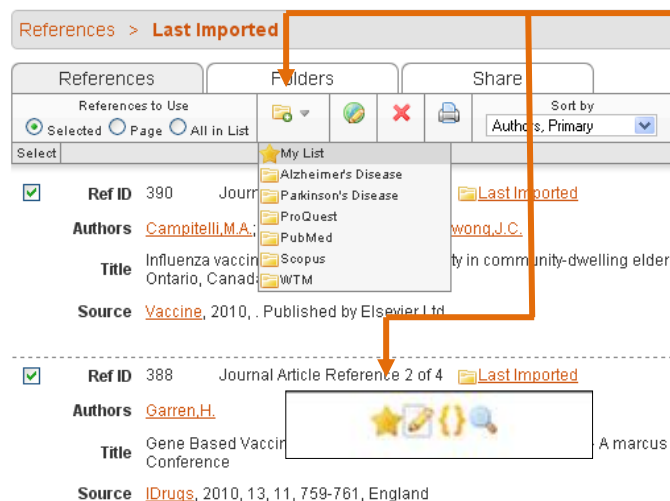 References > Last Imported
References Folders Share
References to Use Sort by
Selected Page All in List Authors, Primary
Select My List
Alzheimer's Disease
Ref ID 390 Journ Last Imported
Parkinson's Disease
ProQuest
Authors Campitelli,M.A.; wong,J.C.
PubMed
Title Influenza vaccin Scopus ty in community-dwelling elder
Ontario, Canad WTM
Source Vaccine, 2010, . Published by Elsevier Ltd
Ref ID 388 Journal Article Reference 2 of 4 Last Imported
Authors Garren,H.
Title Gene Based Vaccin A marcus
Conference
Source IDrugs, 2010, 13, 11, 759-761, England